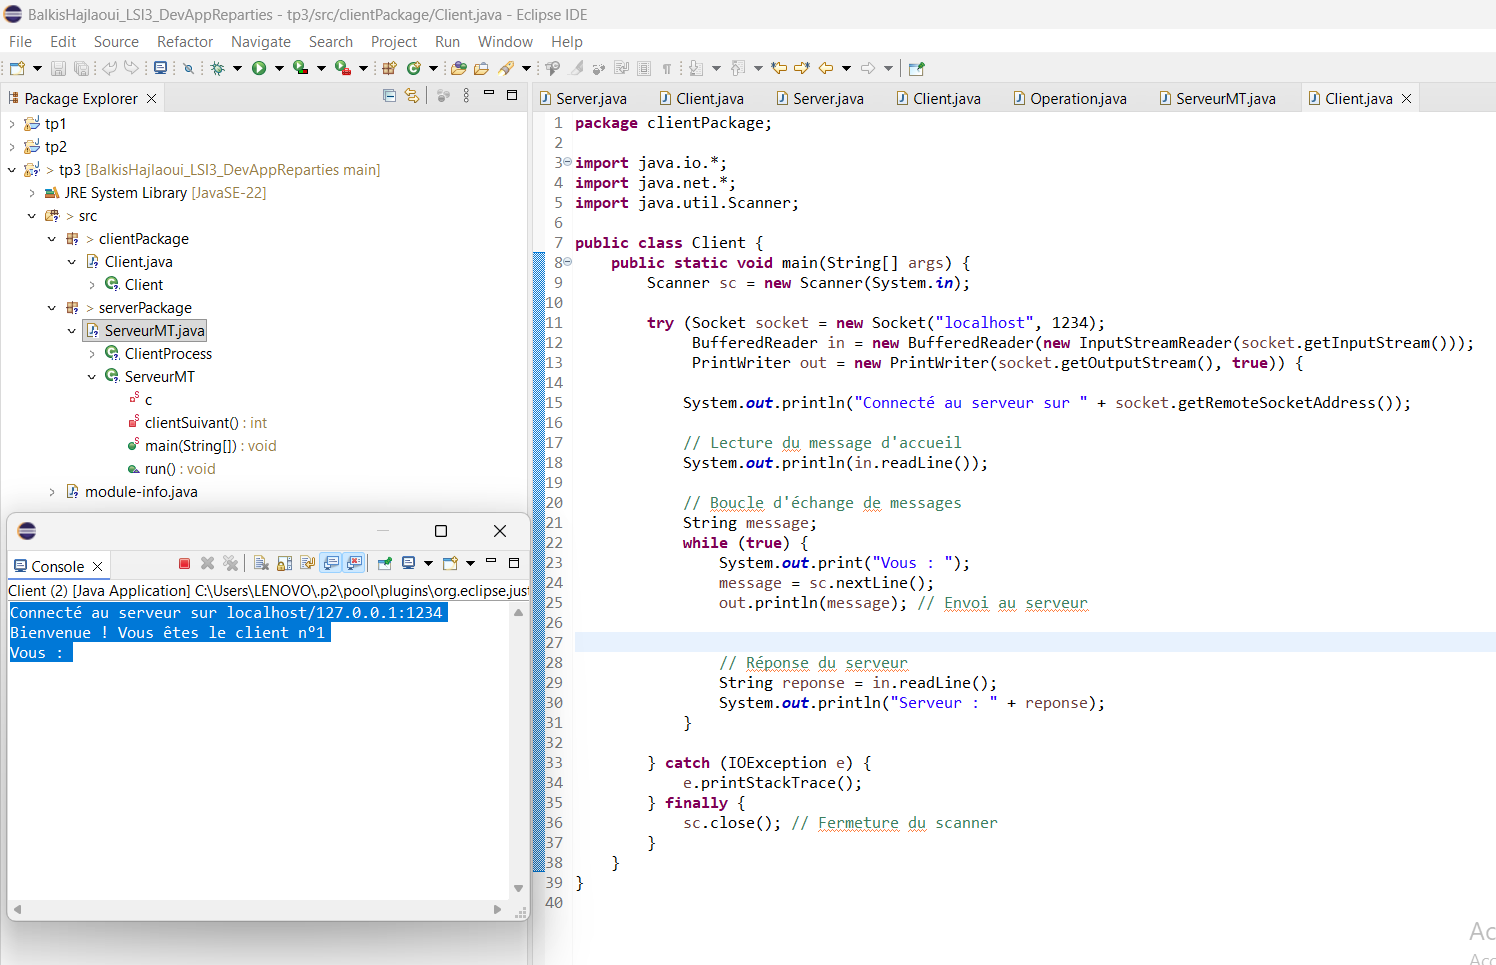 BalkisHajlaoui_LSI3_DevAppReparties - tp3/src/clientPackage/Client.java - Eclipse IDE
File Edit Source Refactor Navigate Search Project Run Window Help
Package Explorer
tp1
tp2
> tp3 [BalkisHajlaoui_LSI3_DevAppReparties main]
JRE System Library [JavaSE-22]
> src
> clientPackage
Client.java
Client
> serverPackage
ServeurMT.java
ClientProcess
ServeurMT
c
clientSuivant() : int
main(String[]) : void
run() : void
module-info.java
Server.java Client.java Server.java Client.java Operation.java ServeurMT.java Client.java
1 package clientPackage;
2
3 import java.io.*;
4 import java.net.*;
5 import java.util.Scanner;
6
7 public class Client {
8 public static void main(String[] args) {
9 Scanner sc = new Scanner(System.in);
10
11 try (Socket socket = new Socket("localhost", 1234);
12 BufferedReader in = new BufferedReader(new InputStreamReader(socket.getInputStream()));
13 PrintWriter out = new PrintWriter(socket.getOutputStream(), true)) {
14
15 System.out.println("Connecté au serveur sur " + socket.getRemoteSocketAddress());
16
17 // Lecture du message d'accueil
18 System.out.println(in.readLine());
19
20 // Boucle d'échange de messages
21 String message;
22 while (true) {
23 System.out.print("Vous : ");
24 message = sc.nextLine();
25 out.println(message); // Envoi au serveur
26
27
28 // Réponse du serveur
29 String reponse = in.readLine();
30 System.out.println("Serveur : " + reponse);
31 }
32
33 } catch (IOException e) {
34 e.printStackTrace();
35 } finally {
36 sc.close(); // Fermeture du scanner
37 }
38 }
39 }
40
Console
Client (2) [Java Application] C:\Users\LENOVO\.p2\pool\plugins\org.eclipse.just
Connecté au serveur sur localhost/127.0.0.1:1234
Bienvenue ! Vous êtes le client n°1
Vous :
Ac
Acc